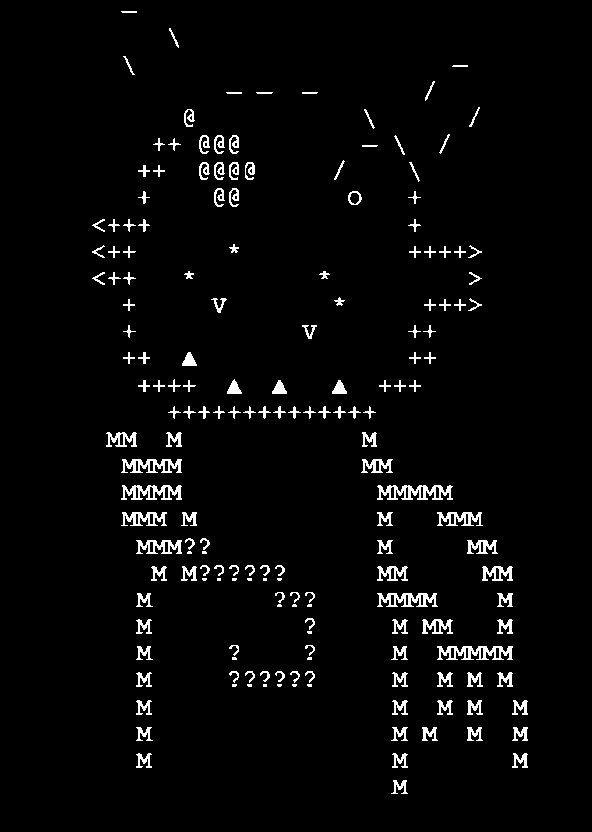 —
     \
  \                     —
         — —  —       /
      @           \      /
    ++ @@@        — \  /
   ++  @@@@     /    \
   +    @@       o   +
<+++                 +
<++      *           ++++>
<++   *        *         >
  +     V       *     +++>
  +           V      ++
  ++  ▲              ++
   ++++  ▲  ▲   ▲  +++
     ++++++++++++++
 MM  M            M
  MMMM            MM
  MMMM             MMMMM
  MMM M            M   MMM
   MMM??           M     MM
    M M??????      MM     MM
   M        ???    MMMM    M
   M          ?     M MM   M
   M     ?    ?     M  MMMMM
   M     ??????     M  M M M
   M                M  M M  M
   M                M M  M  M
   M                M       M
                    M